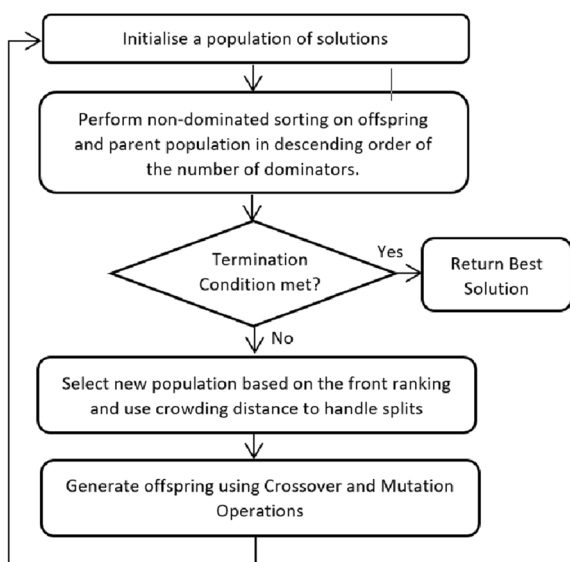 Initialise a population of solutions
Perform non-dominated sorting on offspring
and parent population in descending order of
the number of dominators.
Termination
Condition met?
Yes
Return Best
Solution
No
Select new population based on the front ranking
and use crowding distance to handle splits
Generate offspring using Crossover and Mutation
Operations